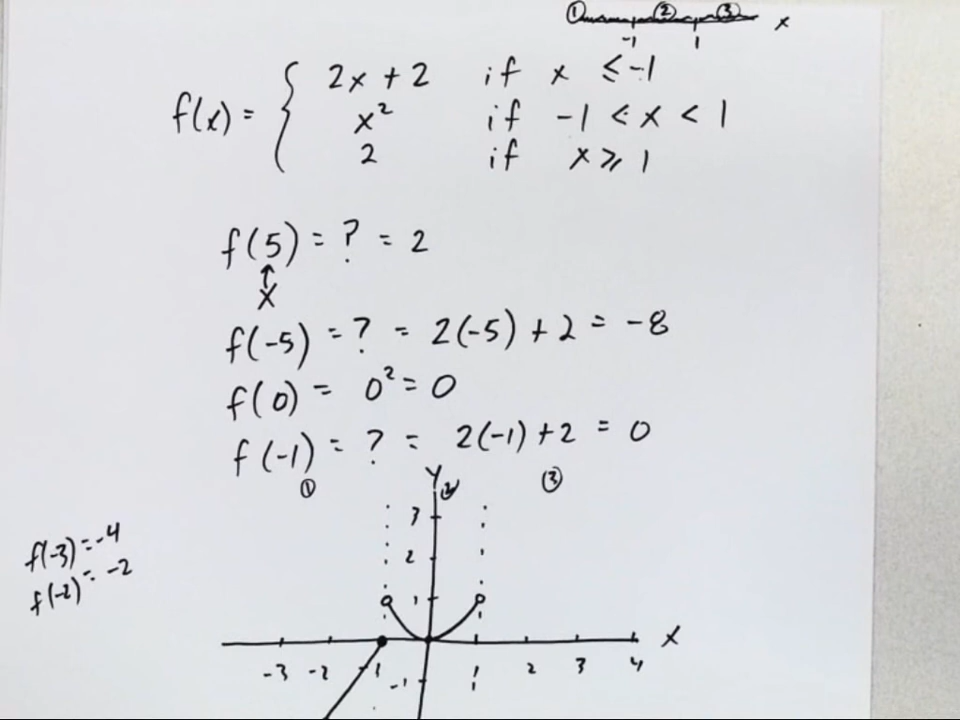 ① ② ③ x
-1 1
f(x) = { 2x + 2 if x ≤ -1
x² if -1 < x < 1
2 if x ≥ 1
f(5) = ? = 2
↑
x
f(-5) = ? = 2(-5) + 2 = -8
f(0) = 0² = 0
f(-1) = ? = 2(-1) + 2 = 0
① y ② ③
3
f(-3) = -4
2
f(-2) = -2
1
x
-3 -2 -1 1 2 3 4
-1